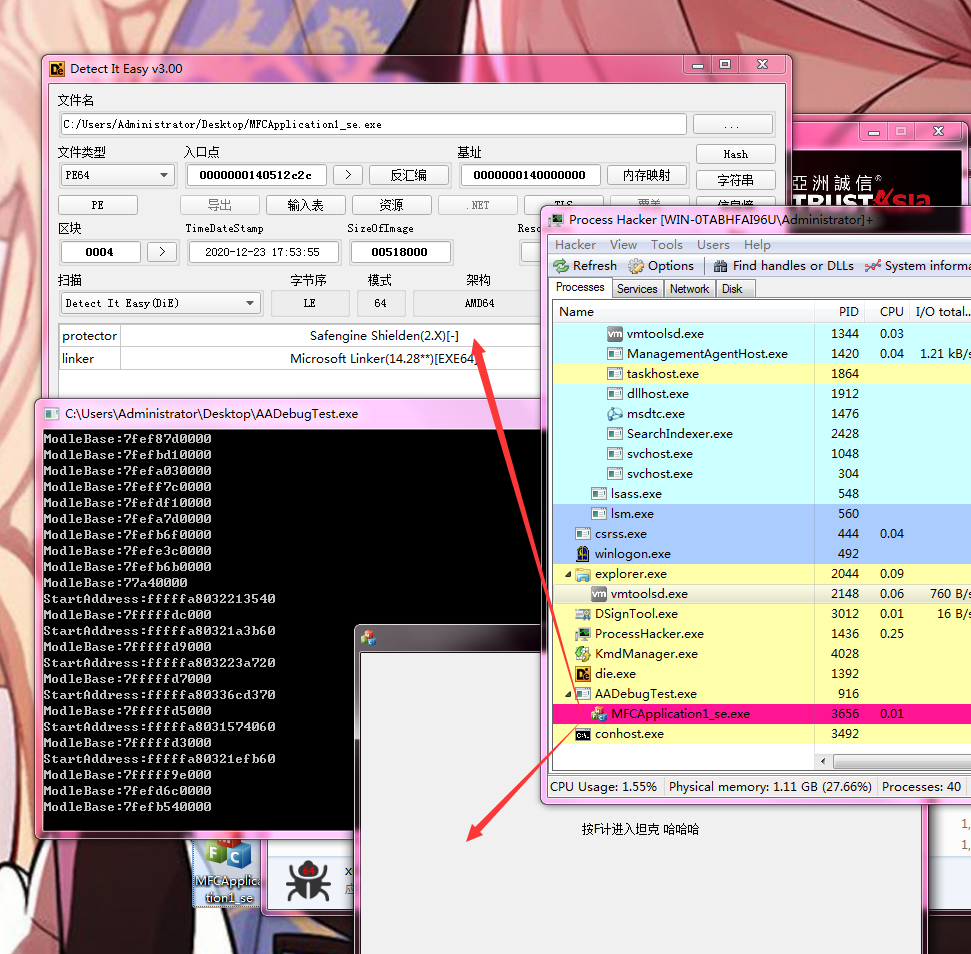 Detect It Easy v3.00
文件名
C:/Users/Administrator/Desktop/MFCApplication1_se.exe
...
文件类型
入口点
基址
Hash
PE64
0000000140512c2c
>
反汇编
0000000140000000
内存映射
字符串
PE
导出
输入表
资源
.NET
TLS
区块
TimeDateStamp
SizeOfImage
0004
>
2020-12-23 17:53:55
00518000
扫描
字节序
模式
架构
Detect It Easy(DiE)
LE
64
AMD64
protector
Safengine Shielden(2.X)[-]
linker
Microsoft Linker(14.28**)[EXE64]
亞洲誠信®
TRUSTAsia
C:\Users\Administrator\Desktop\AADebugTest.exe
ModleBase:7fef87d0000
ModleBase:7fefbd10000
ModleBase:7fefa030000
ModleBase:7feff7c0000
ModleBase:7fefdf10000
ModleBase:7fefa7d0000
ModleBase:7fefb6f0000
ModleBase:7fefe3c0000
ModleBase:7fefb6b0000
ModleBase:77a40000
StartAddress:fffffa8032213540
ModleBase:7fffffdc000
StartAddress:fffffa80321a3b60
ModleBase:7fffffd9000
StartAddress:fffffa803223a720
ModleBase:7fffffd7000
StartAddress:fffffa80336cd370
ModleBase:7fffffd5000
StartAddress:fffffa8031574060
ModleBase:7fffffd3000
StartAddress:fffffa80321efb60
ModleBase:7fffff9e000
ModleBase:7fefd6c0000
ModleBase:7fefb540000
Process Hacker [WIN-0TABHFAI96U\Administrator]+
Hacker View Tools Users Help
Refresh Options Find handles or DLLs System informa
Processes Services Network Disk
Name PID CPU I/O total...
vmtoolsd.exe 1344 0.03
ManagementAgentHost.exe 1420 0.04 1.21 kB/s
taskhost.exe 1864
dllhost.exe 1912
msdtc.exe 1476
SearchIndexer.exe 2428
svchost.exe 1048
svchost.exe 304
lsass.exe 548
lsm.exe 560
csrss.exe 444 0.04
winlogon.exe 492
explorer.exe 2044 0.09
vmtoolsd.exe 2148 0.06 760 B/s
DSignTool.exe 3012 0.01 16 B/s
ProcessHacker.exe 1436 0.25
KmdManager.exe 4028
die.exe 1392
AADebugTest.exe 916
MFCApplication1_se.exe 3656 0.01
conhost.exe 3492
CPU Usage: 1.55% Physical memory: 1.11 GB (27.66%) Processes: 40
按F计进入坦克 哈哈哈
MFCApplic
tion1_se
64
1,
1,